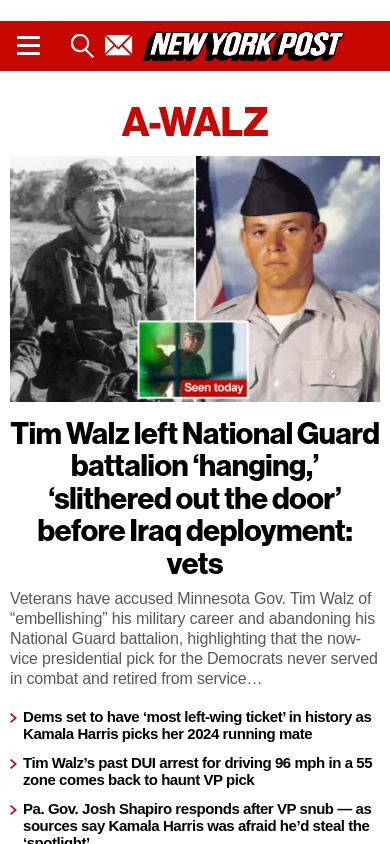 NEW YORK POST
A-WALZ
Seen today
Tim Walz left National Guard
battalion ‘hanging,’
‘slithered out the door’
before Iraq deployment:
vets
Veterans have accused Minnesota Gov. Tim Walz of
“embellishing” his military career and abandoning his
National Guard battalion, highlighting that the now-
vice presidential pick for the Democrats never served
in combat and retired from service…
Dems set to have ‘most left-wing ticket’ in history as
Kamala Harris picks her 2024 running mate
Tim Walz’s past DUI arrest for driving 96 mph in a 55
zone comes back to haunt VP pick
Pa. Gov. Josh Shapiro responds after VP snub — as
sources say Kamala Harris was afraid he’d steal the
‘spotlight’